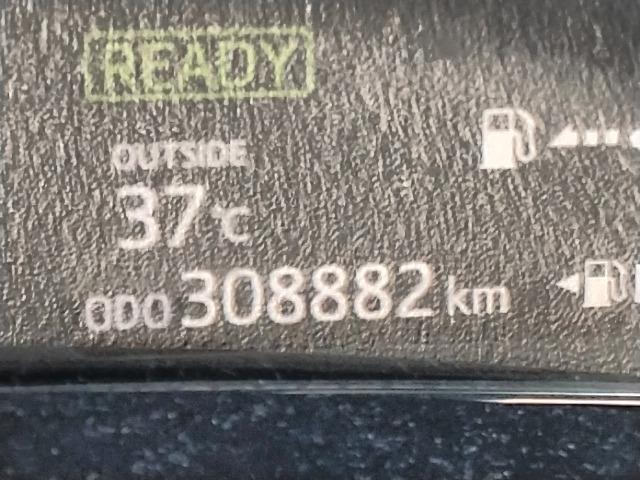 READY
OUTSIDE
37°C
ODO 308882 km